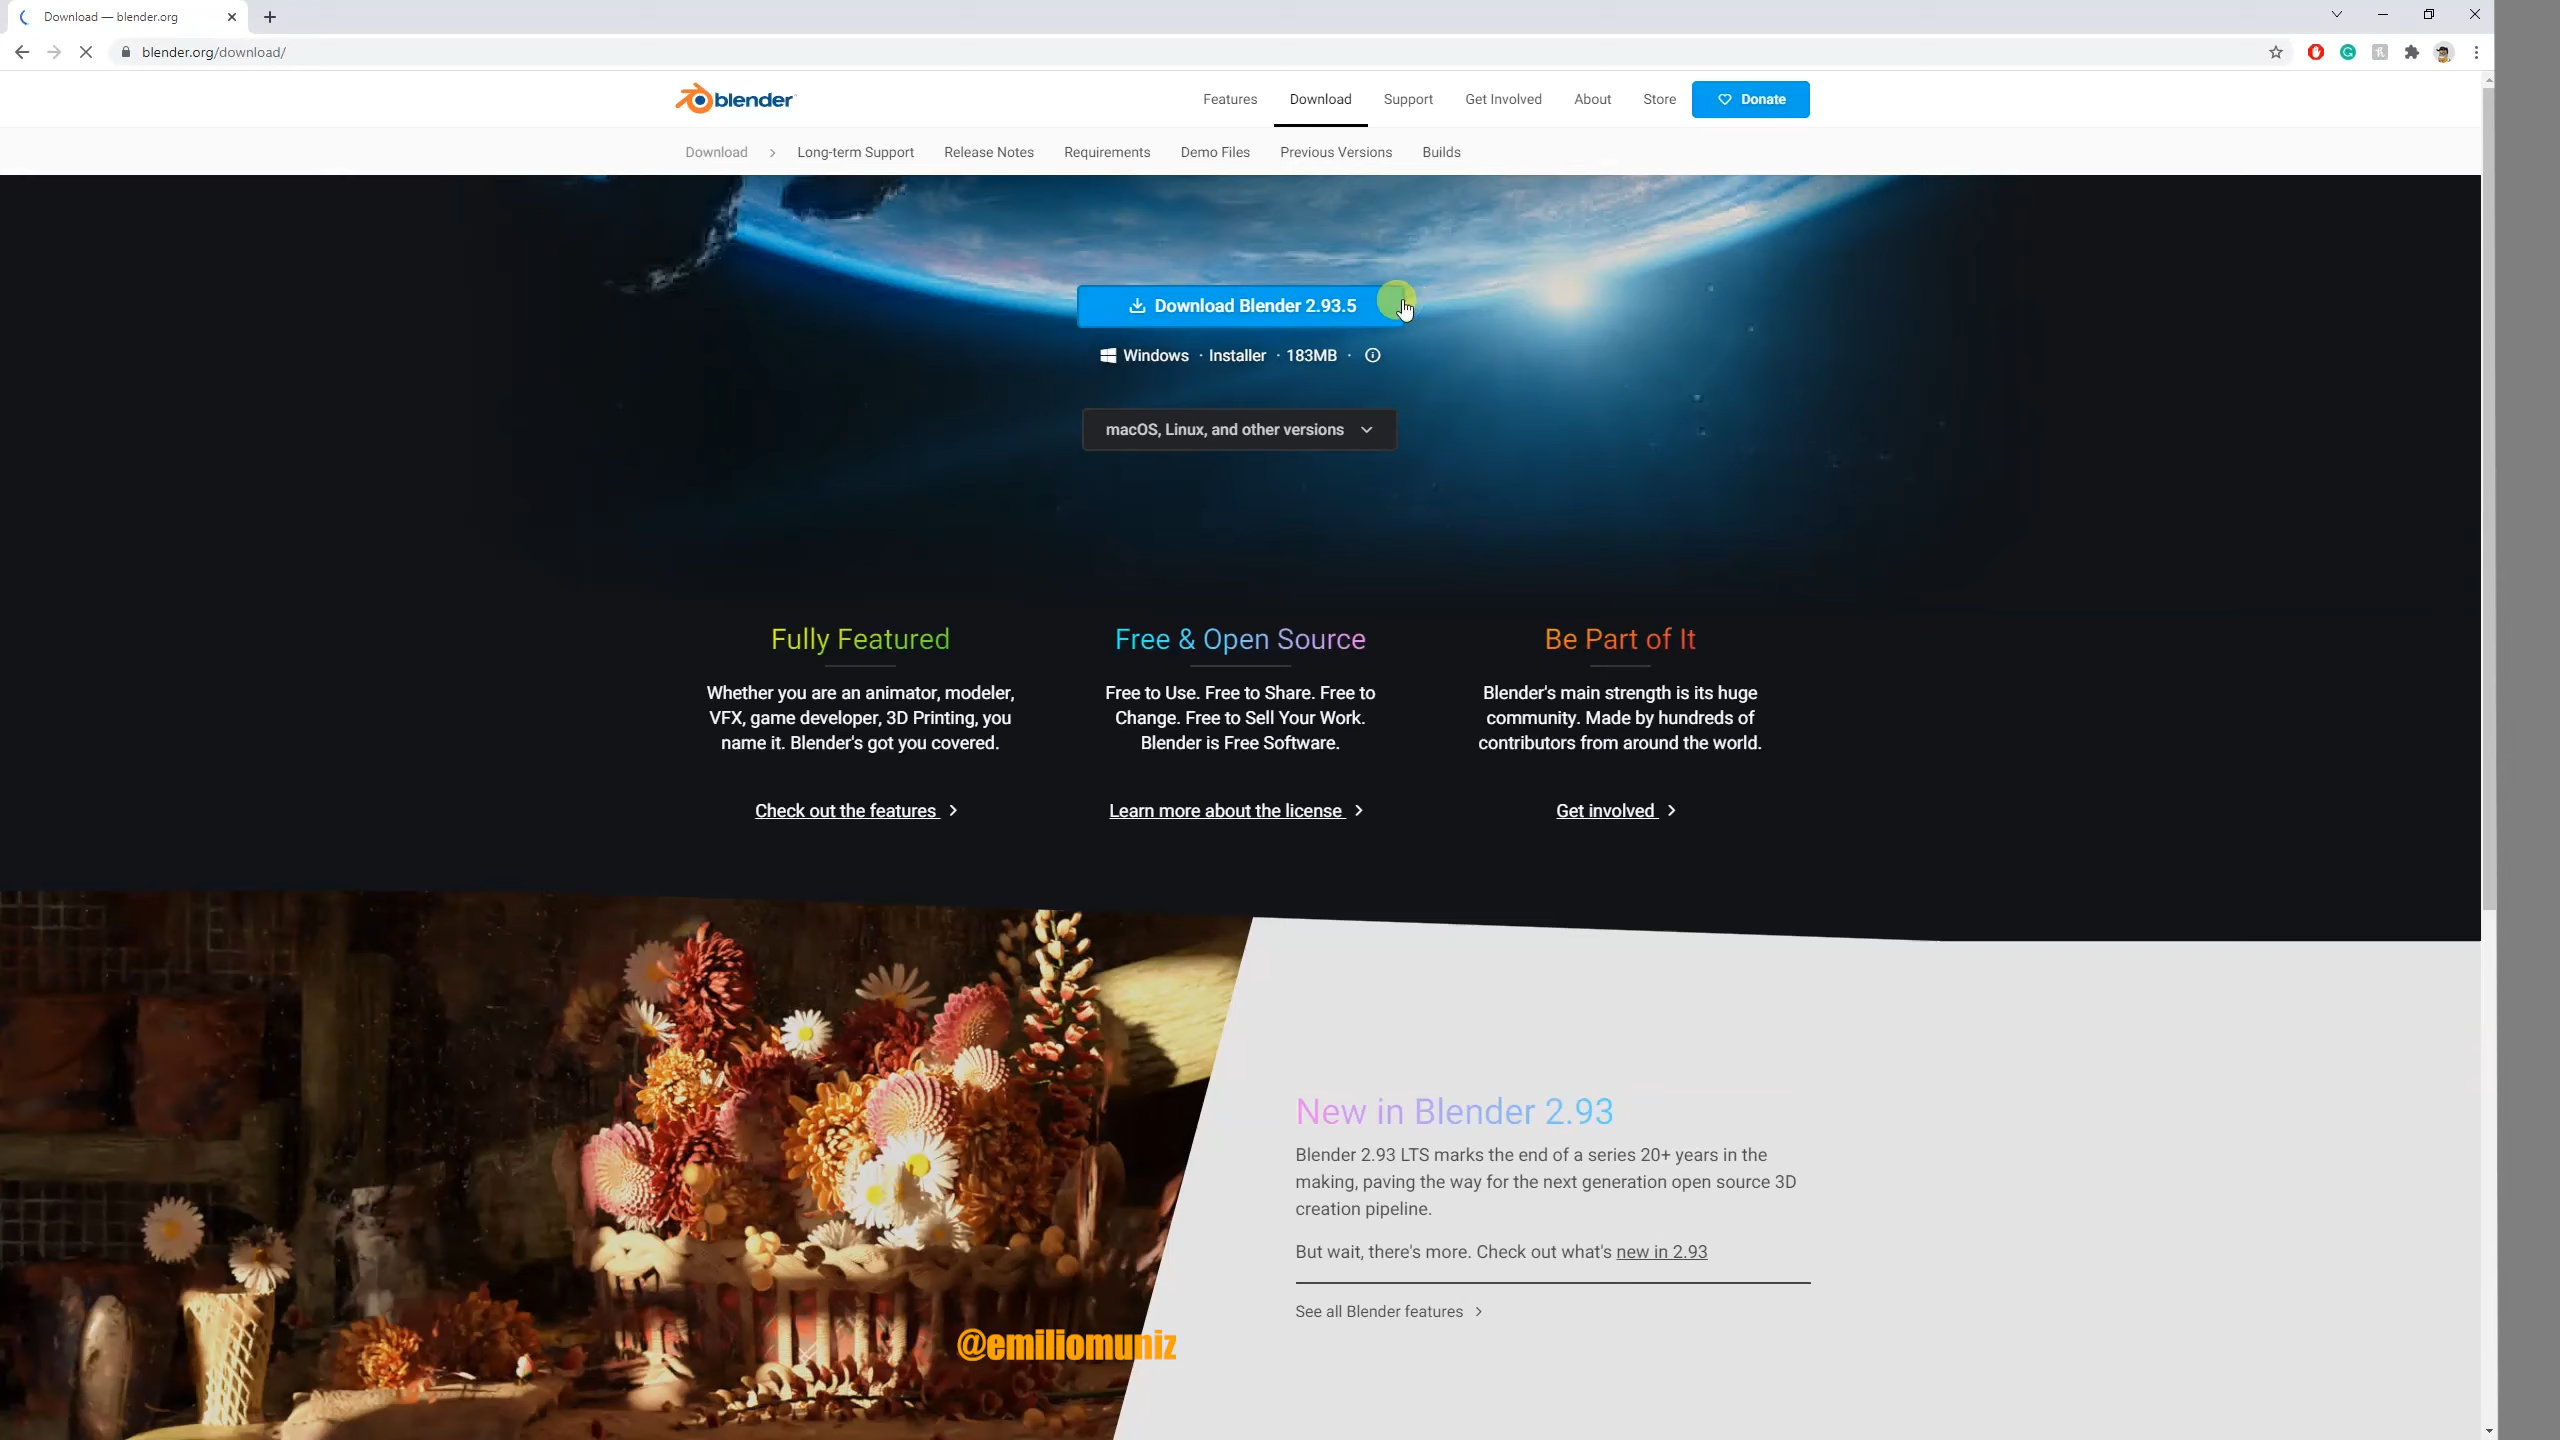 Download — blender.org
blender.org/download/
blender
Features
Download
Support
Get Involved
About
Store
Donate
Download
Long-term Support
Release Notes
Requirements
Demo Files
Previous Versions
Builds
Download Blender 2.93.5
Windows · Installer · 183MB ·
macOS, Linux, and other versions
Fully Featured
Whether you are an animator, modeler,
VFX, game developer, 3D Printing, you
name it. Blender's got you covered.
Check out the features
Free & Open Source
Free to Use. Free to Share. Free to
Change. Free to Sell Your Work.
Blender is Free Software.
Learn more about the license
Be Part of It
Blender's main strength is its huge
community. Made by hundreds of
contributors from around the world.
Get involved
New in Blender 2.93
Blender 2.93 LTS marks the end of a series 20+ years in the
making, paving the way for the next generation open source 3D
creation pipeline.
But wait, there's more. Check out what's new in 2.93
See all Blender features
@emiliomuniz